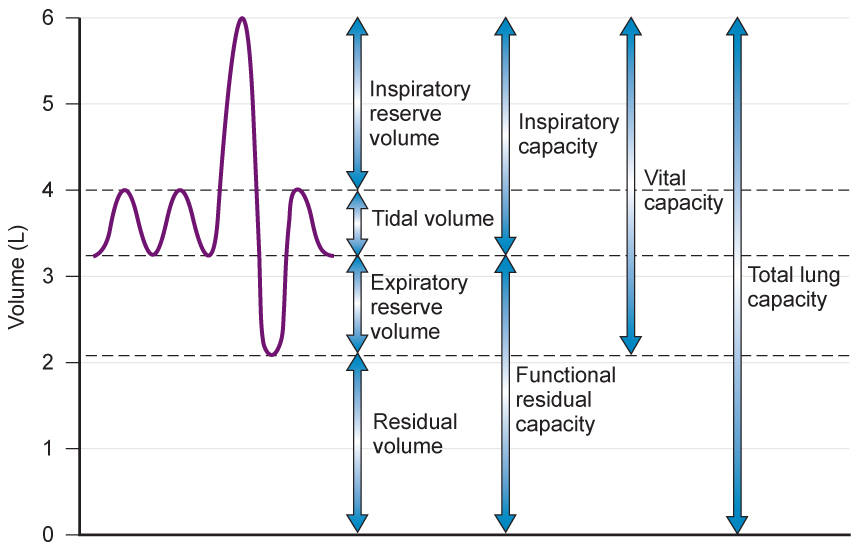 6
5
4
3
2
1
0
Volume (L)
Inspiratory
reserve
volume
Tidal volume
Expiratory
reserve
volume
Residual
volume
Inspiratory
capacity
Functional
residual
capacity
Vital
capacity
Total lung
capacity